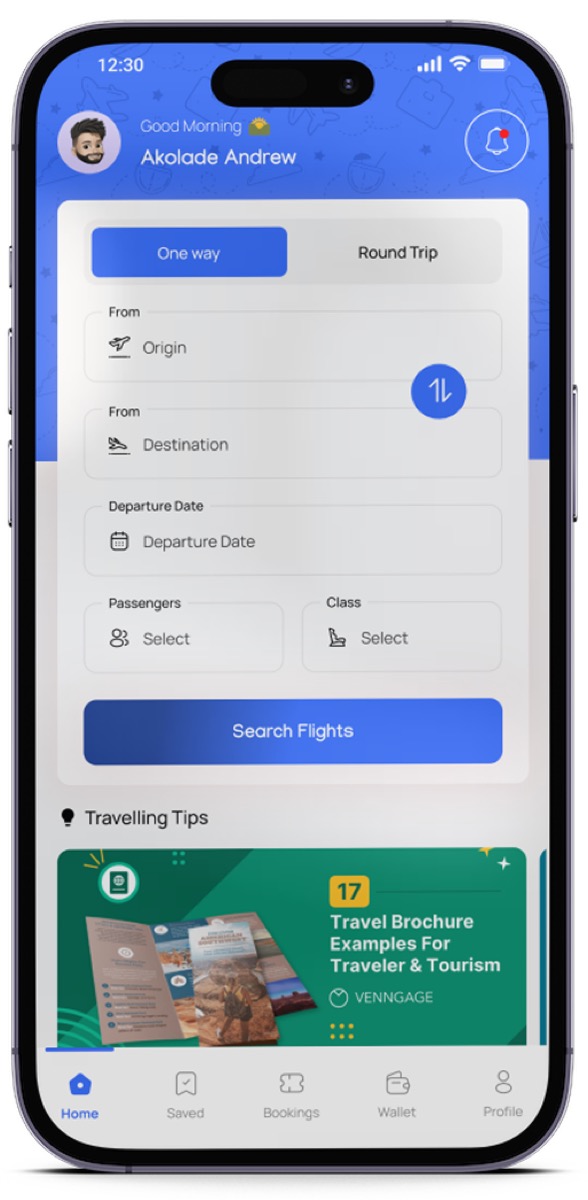 12:30
Good Morning
Akolade Andrew
One way
Round Trip
From
Origin
From
Destination
Departure Date
Departure Date
Passengers
Class
Select
Select
Search Flights
Travelling Tips
17
Travel Brochure
Examples For
Traveler & Tourism
VENNGAGE
AMERICAN
SOUTHWEST
Home
Saved
Bookings
Wallet
Profile